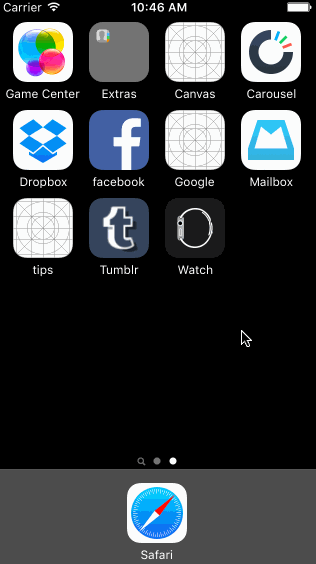 Carrier 10:46 AM
Game Center Extras Canvas Carousel
Dropbox facebook Google Mailbox
tips Tumblr Watch
Safari